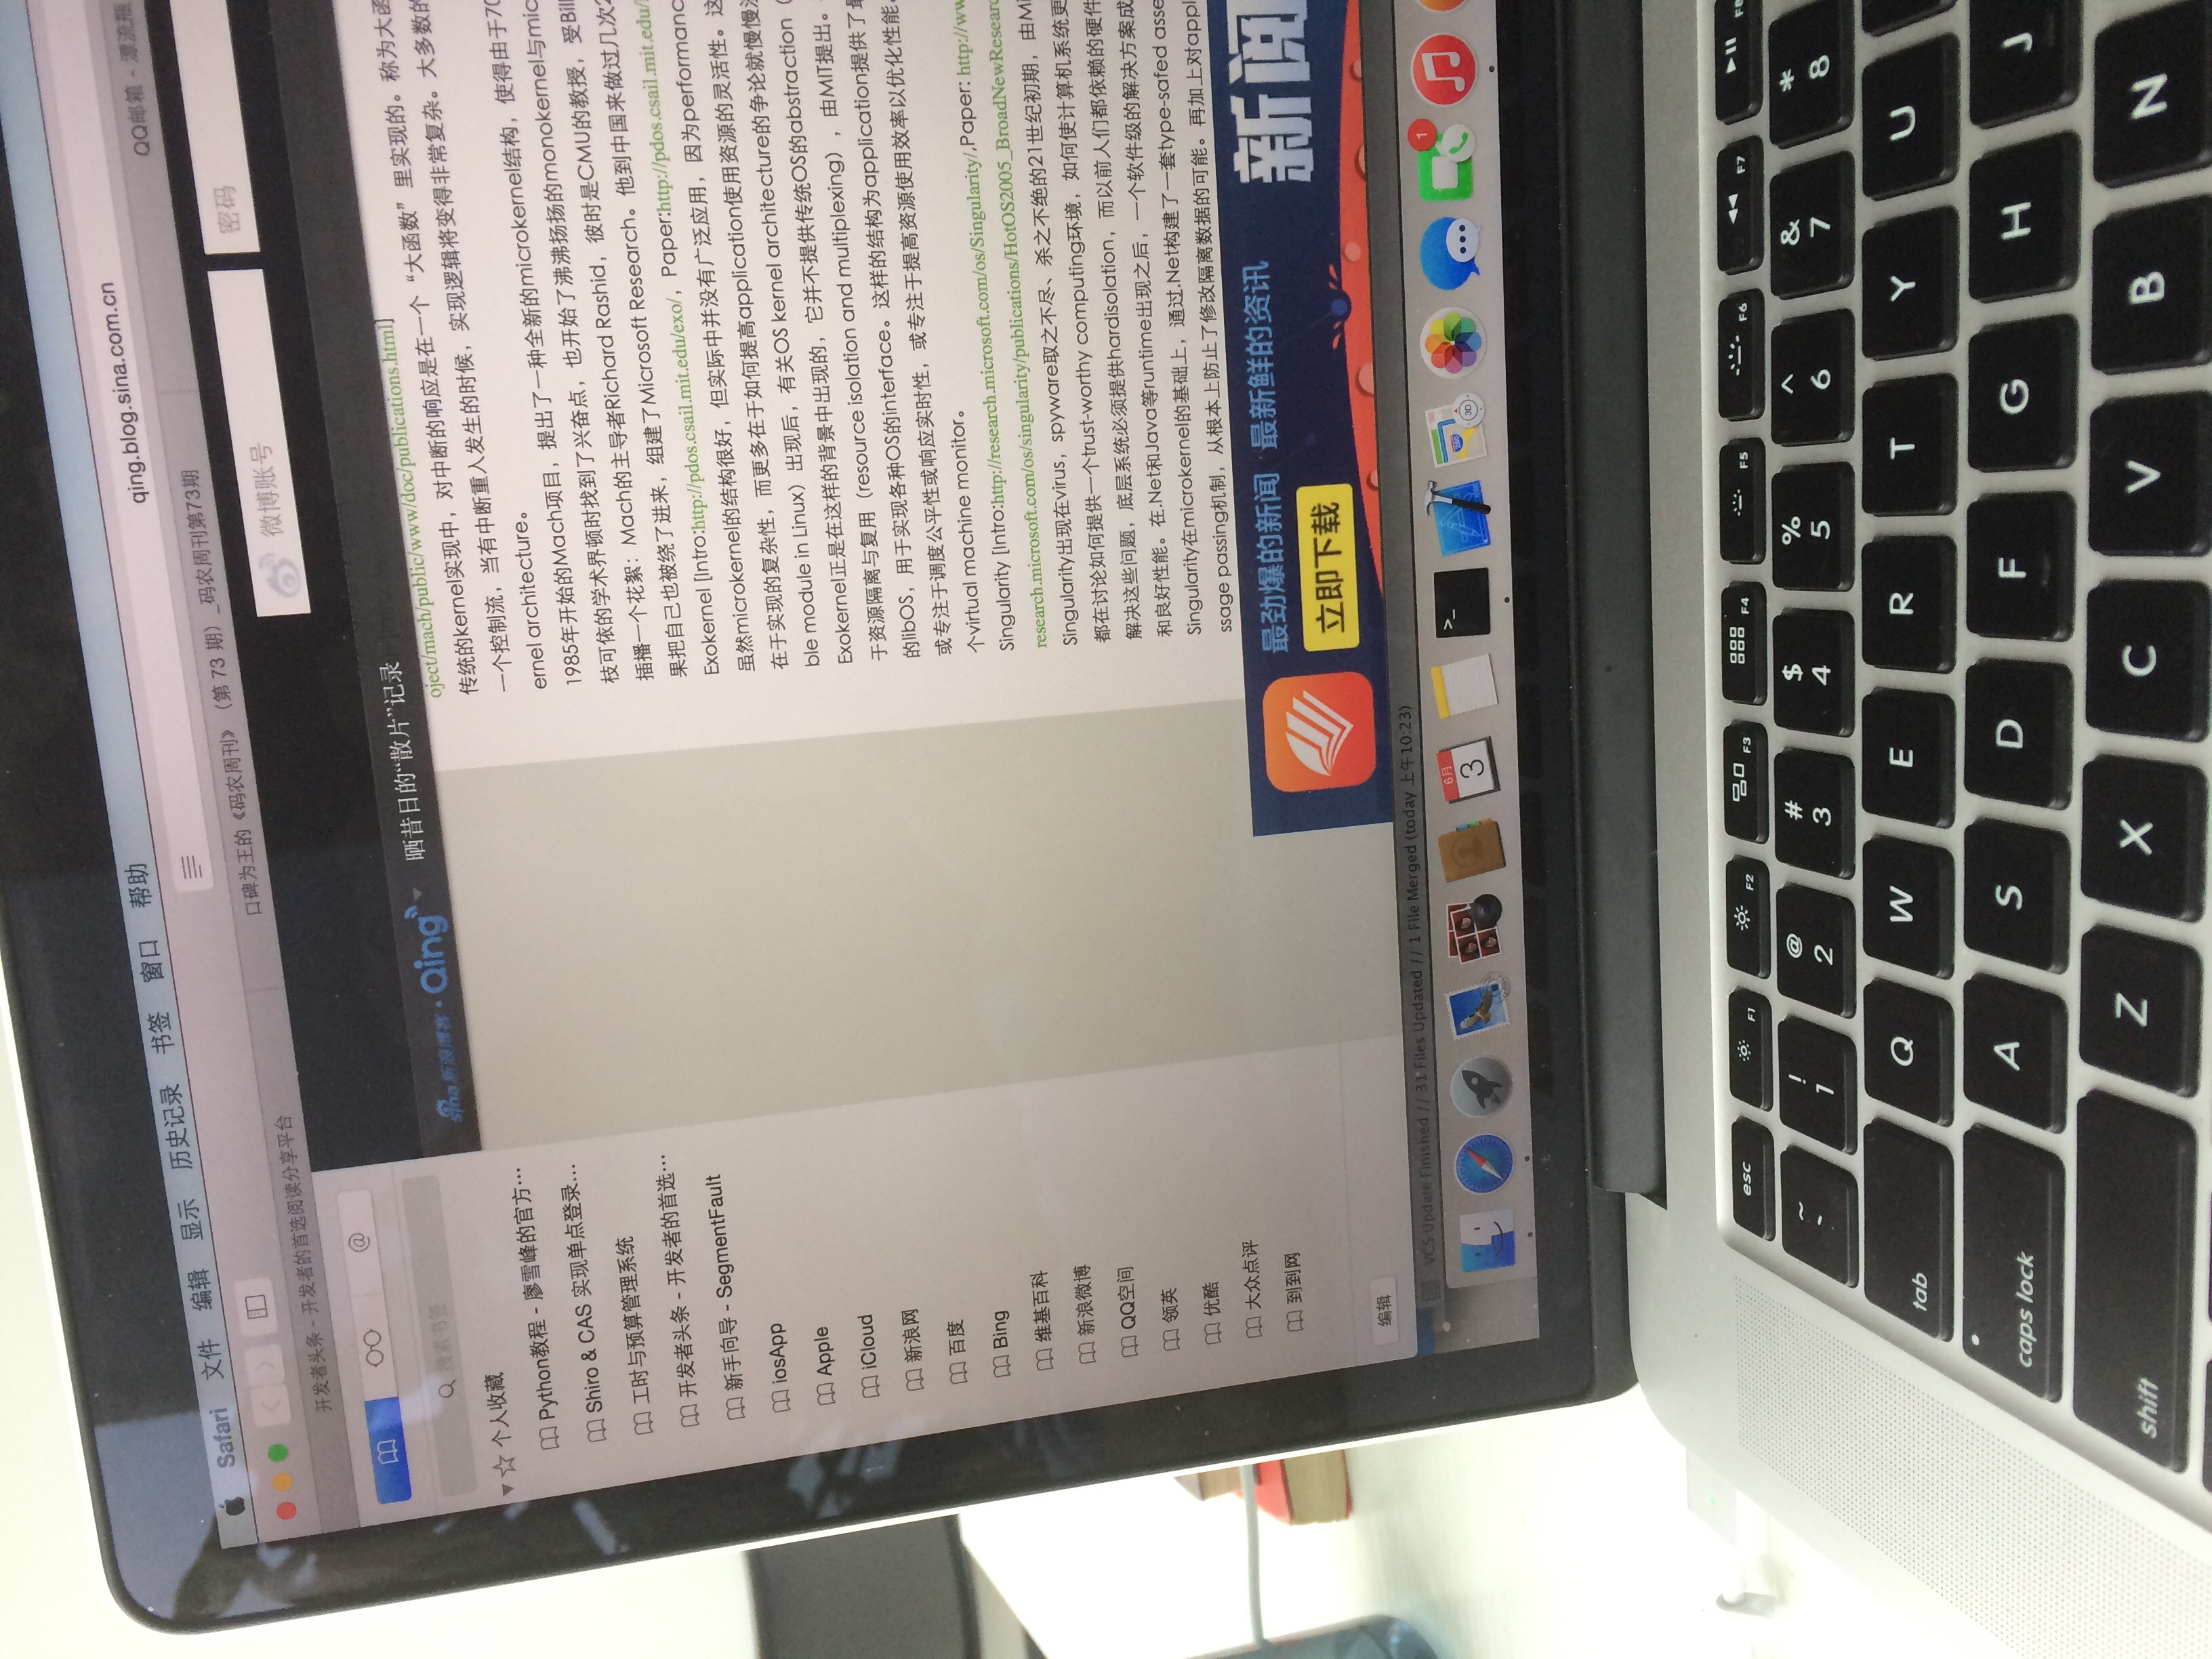 Safari 文件 编辑 显示 历史记录 书签 窗口 帮助
qing.blog.sina.com.cn
开发者头条 - 开发者的首选阅读分享平台
口碑为王的《码农周刊》（第 73 期）_码农周刊第73期
QQ邮箱 - 漂流瓶
微博账号
密码
搜索书签
sina新浪博客·Qing
晒昔日的“散片”记录
个人收藏
Python教程 - 廖雪峰的官方…
Shiro & CAS 实现单点登录…
工时与预算管理系统
开发者头条 - 开发者的首选…
新手向导 - SegmentFault
iosApp
Apple
iCloud
新浪网
百度
Bing
维基百科
新浪微博
QQ空间
领英
优酷
大众点评
到到网
编辑
oject/mach/public/www/doc/publications.html]
传统的kernel实现中，对中断的响应是在一个“大函数”里实现的。称为大函
一个控制流，当有中断重入发生的时候，实现逻辑将变得非常复杂。大多数的
ernel architecture。
1985年开始的Mach项目，提出了一种全新的microkernel结构，使得由于70
枝可依的学术界顿时找到了兴奋点，也开始了沸沸扬扬的monokernel与mic
插播一个花絮：Mach的主导者Richard Rashid，彼时是CMU的教授，受Bill
果把自己也被绕了进来，组建了Microsoft Research。他到中国来做过几次2
Exokernel [Intro:http://pdos.csail.mit.edu/exo/，Paper:http://pdos.csail.mit.edu/
虽然microkernel的结构很好，但实际中并没有广泛应用，因为performanc
在于实现的复杂性，而更多在于如何提高application使用资源的灵活性。这
ble module in Linux）出现后，有关OS kernel architecture的争论就慢慢
Exokernel正是在这样的背景中出现的，它并不提供传统OS的abstraction（
于资源隔离与复用（resource isolation and multiplexing），由MIT提出。
的libOS，用于实现各种OS的interface。这样的结构为application提供了最
或专注于调度公平性或响应实时性，或专注于提高资源使用效率以优化性能。
个virtual machine monitor。
Singularity [Intro:http://research.microsoft.com/os/Singularity/,Paper: http://ww
research.microsoft.com/os/singularity/publications/HotOS2005_BroadNewResearc
Singularity出现在virus，spyware取之不尽、杀之不绝的21世纪初期，由Mi
都在讨论如何提供一个trust-worthy computing环境，如何使计算机系统更
解决这些问题，底层系统必须提供hardisolation，而以前人们都依赖的硬件
和良好性能。在.Net和Java等runtime出现之后，一个软件级的解决方案成
Singularity在microkernel的基础上，通过.Net构建了一套type-safed asse
ssage passing机制，从根本上防止了修改隔离数据的可能。再加上对appl
最劲爆的新闻 最新鲜的资讯
立即下载
新阅
VCS Update Finished // 31 Files Updated // 1 File Merged (today 上午10:23)
6月
3
280
3D
1
esc F1 F2 F3 F4 F5 F6 F7 F8
~ ! @ # $ % ^ & *
` 1 2 3 4 5 6 7 8
tab Q W E R T Y U
caps lock A S D F G H J
shift Z X C V B N